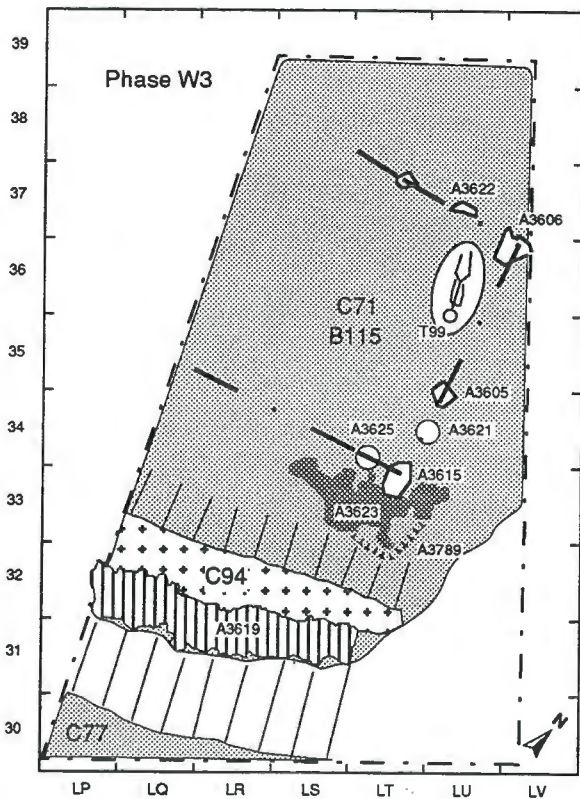 39
Phase W3
38
37
A3622
A3606
36
C71
B115
T99
35
A3605
34
A3625
A3621
A3615
33
A3623
A3789
32
C94
A3619
31
30
C77
N
LP LQ LR LS LT LU LV